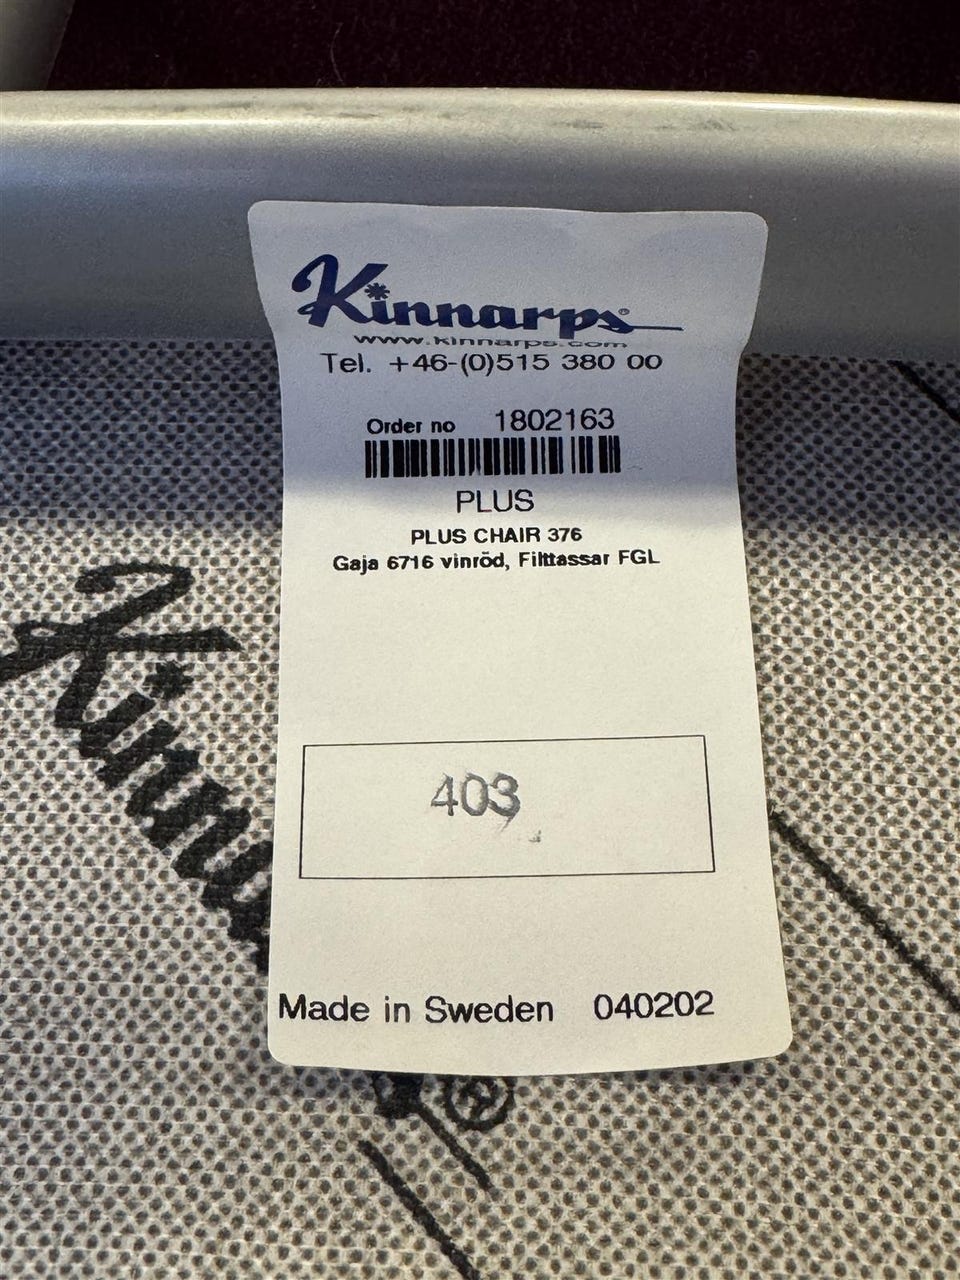 Kinnarps®
www.kinnarps.com
Tel. +46-(0)515 380 00
Order no 1802163
PLUS
PLUS CHAIR 376
Gaja 6716 vinröd, Filttassar FGL
403
Made in Sweden 040202
Kinna
®